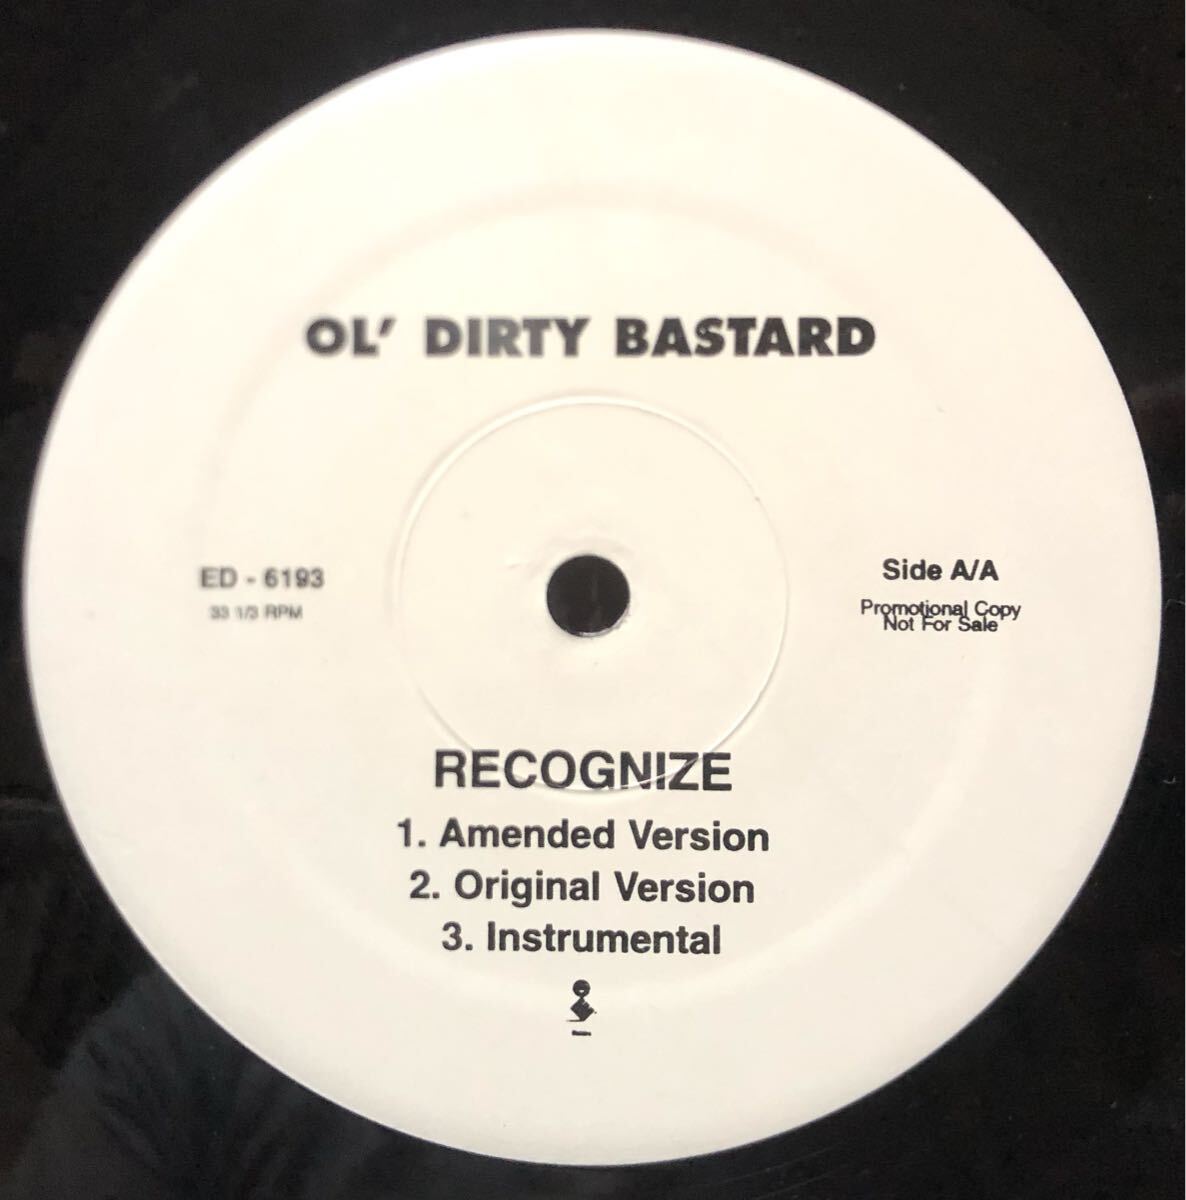 OL' DIRTY BASTARD
ED - 6193
33 1/3 RPM
Side A/A
Promotional Copy
Not For Sale
RECOGNIZE
1. Amended Version
2. Original Version
3. Instrumental